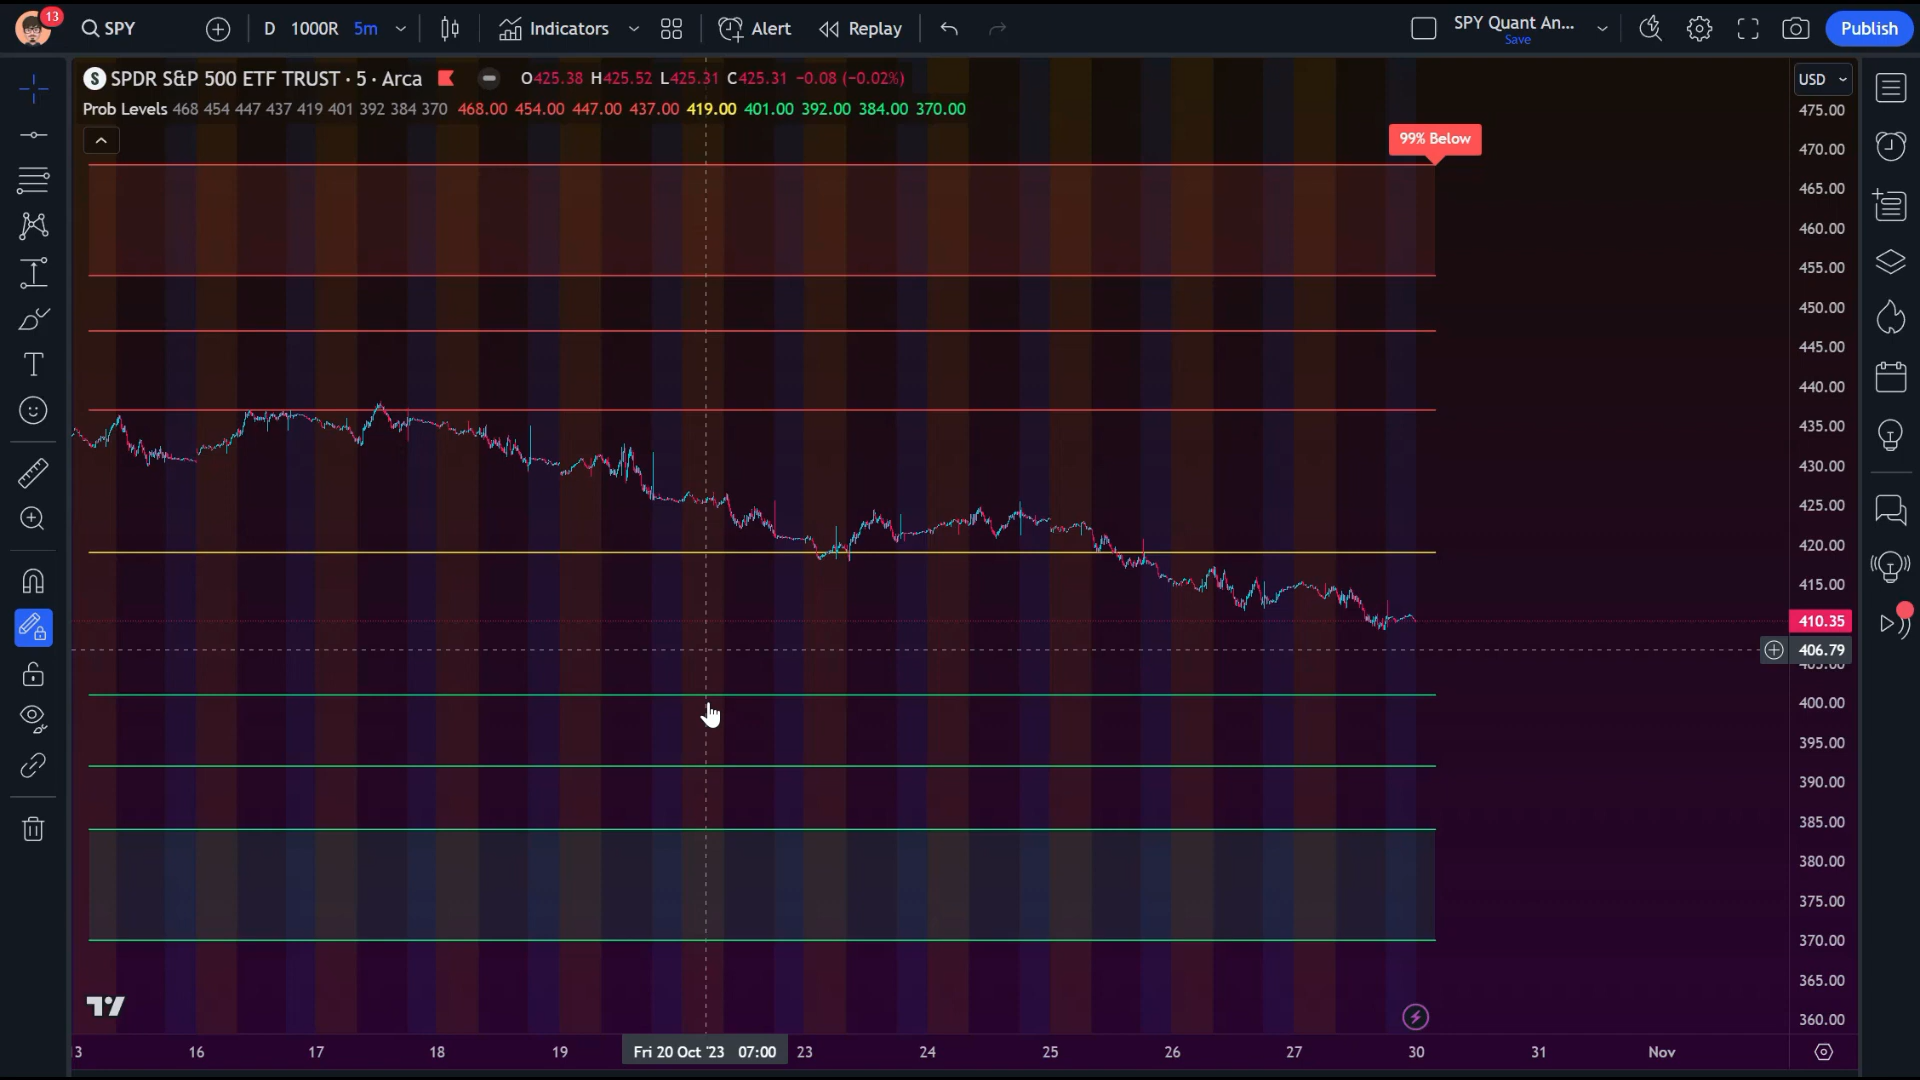 13
SPY
D
1000R
5m
Indicators
Alert
Replay
SPY Quant An...
Save
Publish
S SPDR S&P 500 ETF TRUST · 5 · Arca O425.38 H425.52 L425.31 C425.31 −0.08 (−0.02%)
USD
Prob Levels 468 454 447 437 419 401 392 384 370 468.00 454.00 447.00 437.00 419.00 401.00 392.00 384.00 370.00
99% Below
475.00
470.00
465.00
460.00
455.00
450.00
445.00
440.00
435.00
430.00
425.00
420.00
415.00
410.35
406.79
405.00
400.00
395.00
390.00
385.00
380.00
375.00
370.00
365.00
360.00
3 16 17 18 19 Fri 20 Oct '23 07:00 23 24 25 26 27 30 31 Nov